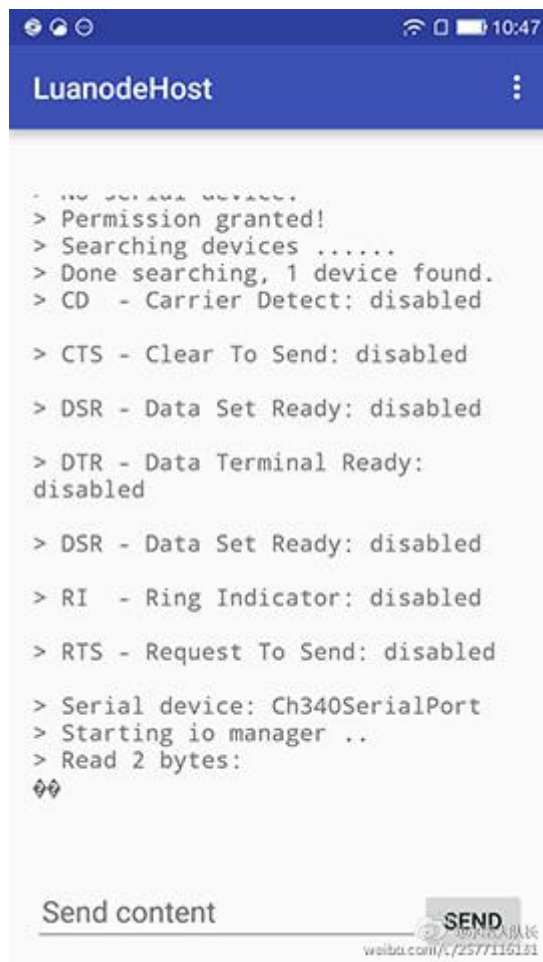 10:47
LuanodeHost
> No serial device.
> Permission granted!
> Searching devices ......
> Done searching, 1 device found.
> CD  - Carrier Detect: disabled
> CTS - Clear To Send: disabled
> DSR - Data Set Ready: disabled
> DTR - Data Terminal Ready:
disabled
> DSR - Data Set Ready: disabled
> RI  - Ring Indicator: disabled
> RTS - Request To Send: disabled
> Serial device: Ch340SerialPort
> Starting io manager ..
> Read 2 bytes:
��
Send content
SEND